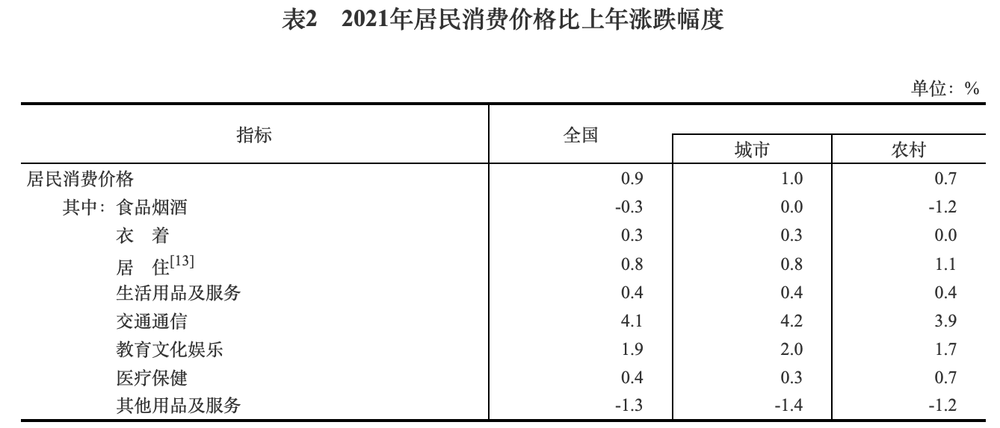 表2 2021年居民消费价格比上年涨跌幅度
单位：%
指标 全国 城市 农村
居民消费价格 0.9 1.0 0.7
其中：食品烟酒 -0.3 0.0 -1.2
衣 着 0.3 0.3 0.0
居 住[13] 0.8 0.8 1.1
生活用品及服务 0.4 0.4 0.4
交通通信 4.1 4.2 3.9
教育文化娱乐 1.9 2.0 1.7
医疗保健 0.4 0.3 0.7
其他用品及服务 -1.3 -1.4 -1.2